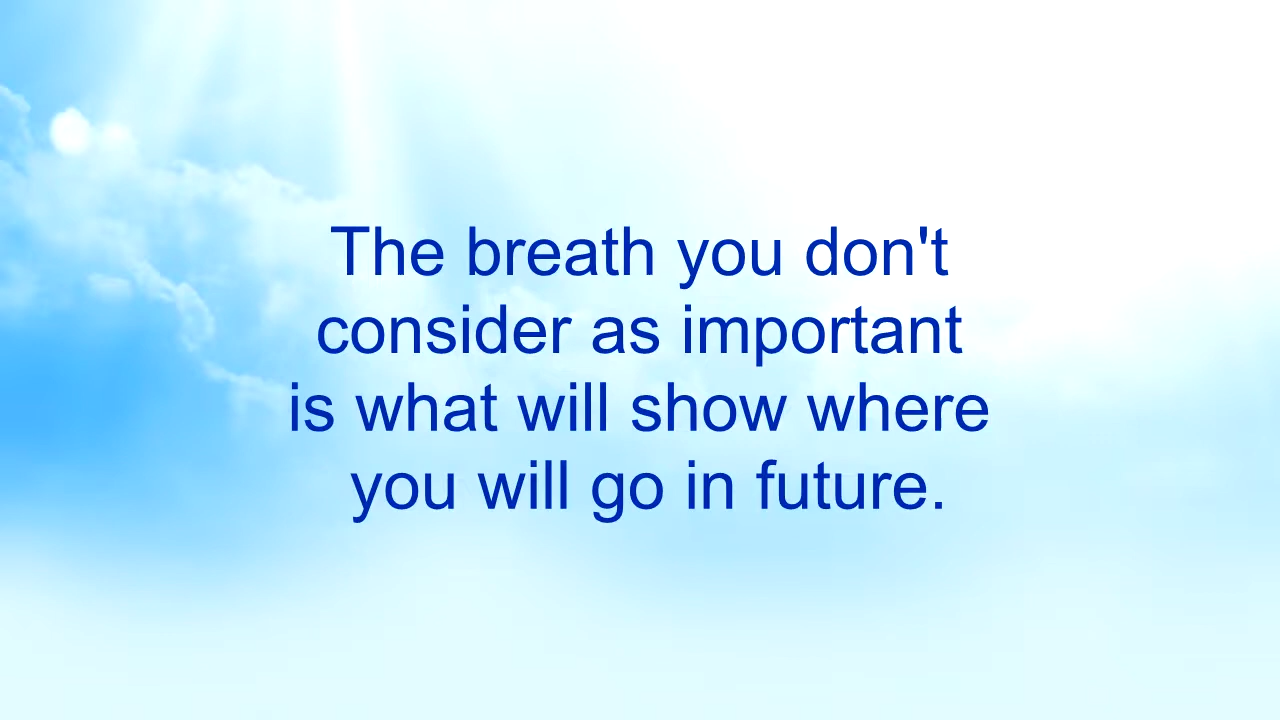 The breath you don't
consider as important
is what will show where
you will go in future.